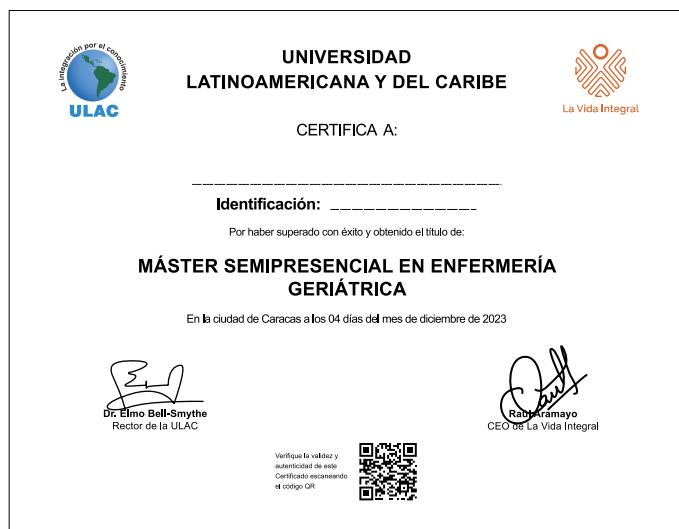 La integración por el conocimiento
ULAC
UNIVERSIDAD
LATINOAMERICANA Y DEL CARIBE
La Vida Integral
CERTIFICA A:
Identificación:
Por haber superado con éxito y obtenido el título de:
MÁSTER SEMIPRESENCIAL EN ENFERMERÍA
GERIÁTRICA
En la ciudad de Caracas a los 04 días del mes de diciembre de 2023
Dr. Elmo Bell-Smythe
Rector de la ULAC
Raúl Aramayo
CEO de La Vida Integral
Verifique la validez y
autenticidad de este
Certificado escaneando
el código QR